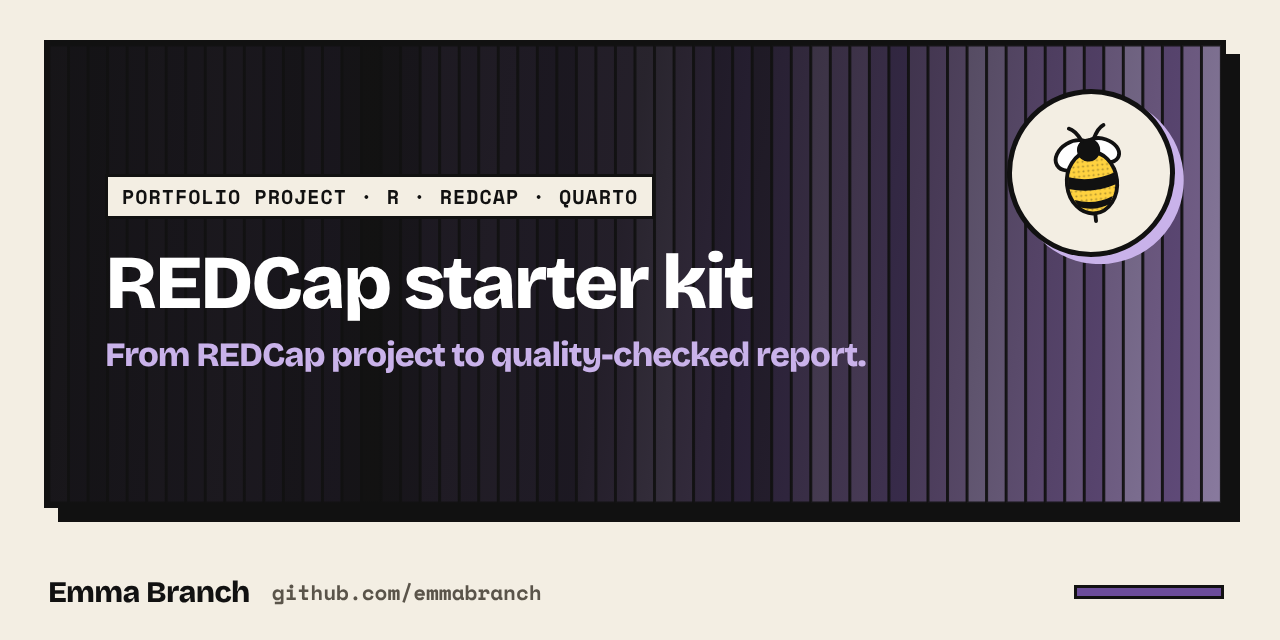 PORTFOLIO PROJECT · R · REDCAP · QUARTO
REDCap starter kit
From REDCap project to quality-checked report.
Emma Branch github.com/emmabranch